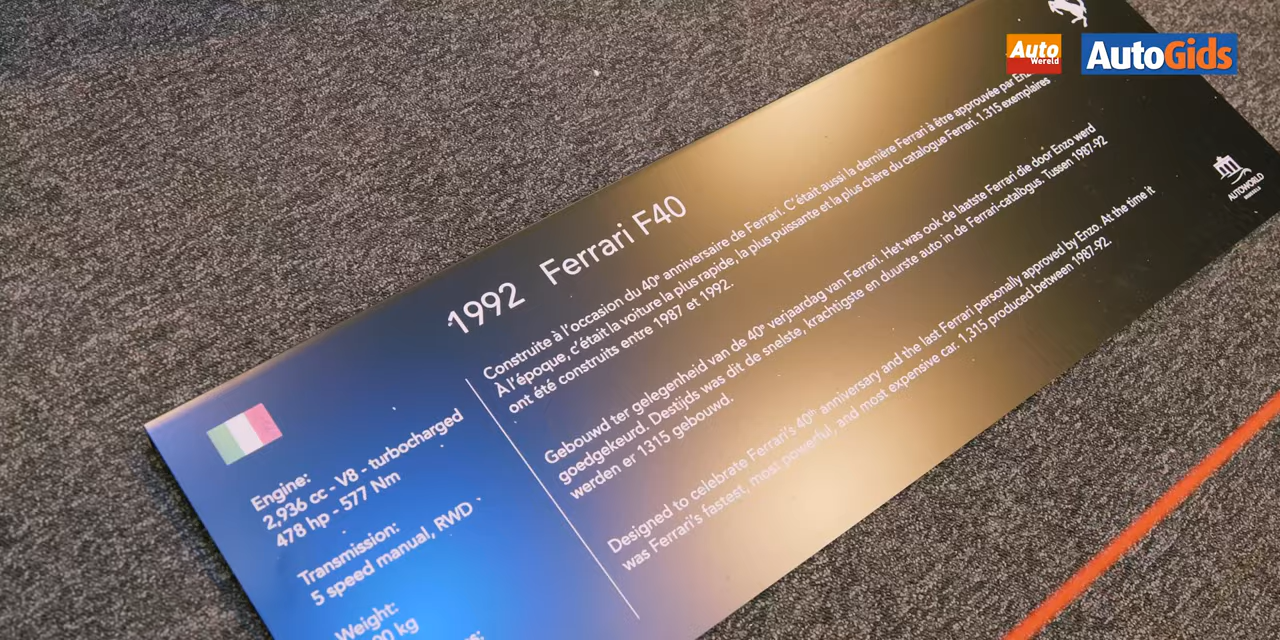 Auto
Wereld
AutoGids
AUTOWORLD
1992 Ferrari F40
Construite à l'occasion du 40e anniversaire de Ferrari. C'était aussi la dernière Ferrari à être approuvée par
À l'époque, c'était la voiture la plus rapide, la plus puissante et la plus chère du catalogue Ferrari. 1.315 exemplaires
ont été construits entre 1987 et 1992.
Gebouwd ter gelegenheid van de 40e verjaardag van Ferrari. Het was ook de laatste Ferrari die door Enzo werd
goedgekeurd. Destijds was dit de snelste, krachtigste en duurste auto in de Ferrari-catalogus. Tussen 1987-92
werden er 1315 gebouwd.
Designed to celebrate Ferrari's 40th anniversary and the last Ferrari personally approved by Enzo. At the time it
was Ferrari's fastest, most powerful, and most expensive car. 1,315 produced between 1987-92.
Engine:
2,936 cc - V8 - turbocharged
478 hp - 577 Nm
Transmission:
5 speed manual, RWD
Weight:
kg